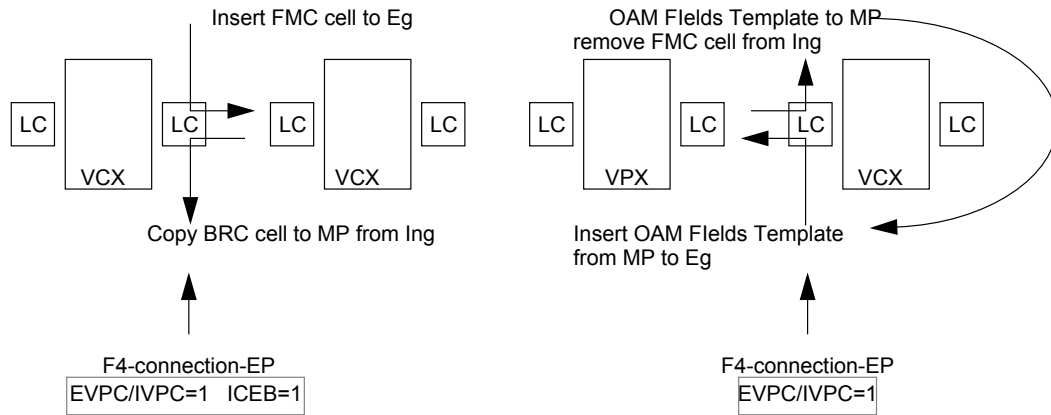 Insert FMC cell to Eg
OAM FIelds Template to MP
remove FMC cell from Ing
LC
LC
LC
LC
LC
LC
LC
LC
VCX
VCX
VPX
VCX
Copy BRC cell to MP from Ing
Insert OAM FIelds Template
from MP to Eg
F4-connection-EP
F4-connection-EP
EVPC/IVPC=1 ICEB=1
EVPC/IVPC=1